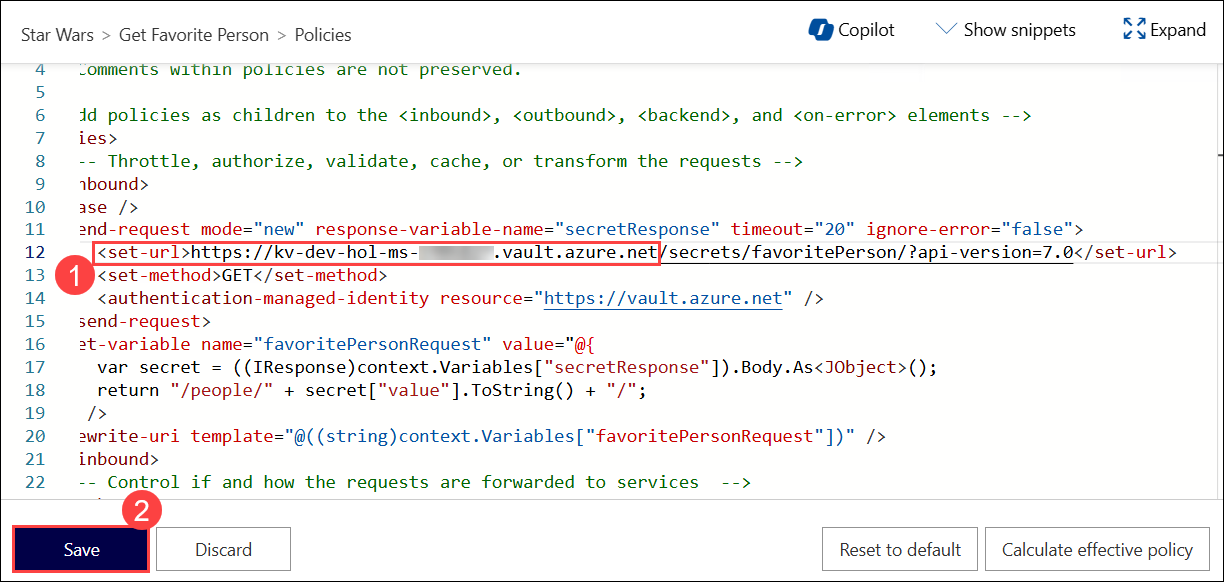 Star Wars > Get Favorite Person > Policies
Copilot
Show snippets
Expand
4 Comments within policies are not preserved.
5
6 dd policies as children to the <inbound>, <outbound>, <backend>, and <on-error> elements -->
7 ies>
8 -- Throttle, authorize, validate, cache, or transform the requests -->
9 nbound>
10 ase />
11 end-request mode="new" response-variable-name="secretResponse" timeout="20" ignore-error="false">
12 <set-url>https://kv-dev-hol-ms- .vault.azure.net/secrets/favoritePerson/?api-version=7.0</set-url>
1
13 <set-method>GET</set-method>
14 <authentication-managed-identity resource="https://vault.azure.net" />
15 send-request>
16 et-variable name="favoritePersonRequest" value="@{
17 var secret = ((IResponse)context.Variables["secretResponse"]).Body.As<JObject>();
18 return "/people/" + secret["value"].ToString() + "/";
19 />
20 ewrite-uri template="@((string)context.Variables["favoritePersonRequest"])" />
21 inbound>
22 -- Control if and how the requests are forwarded to services -->
2
Save
Discard
Reset to default
Calculate effective policy